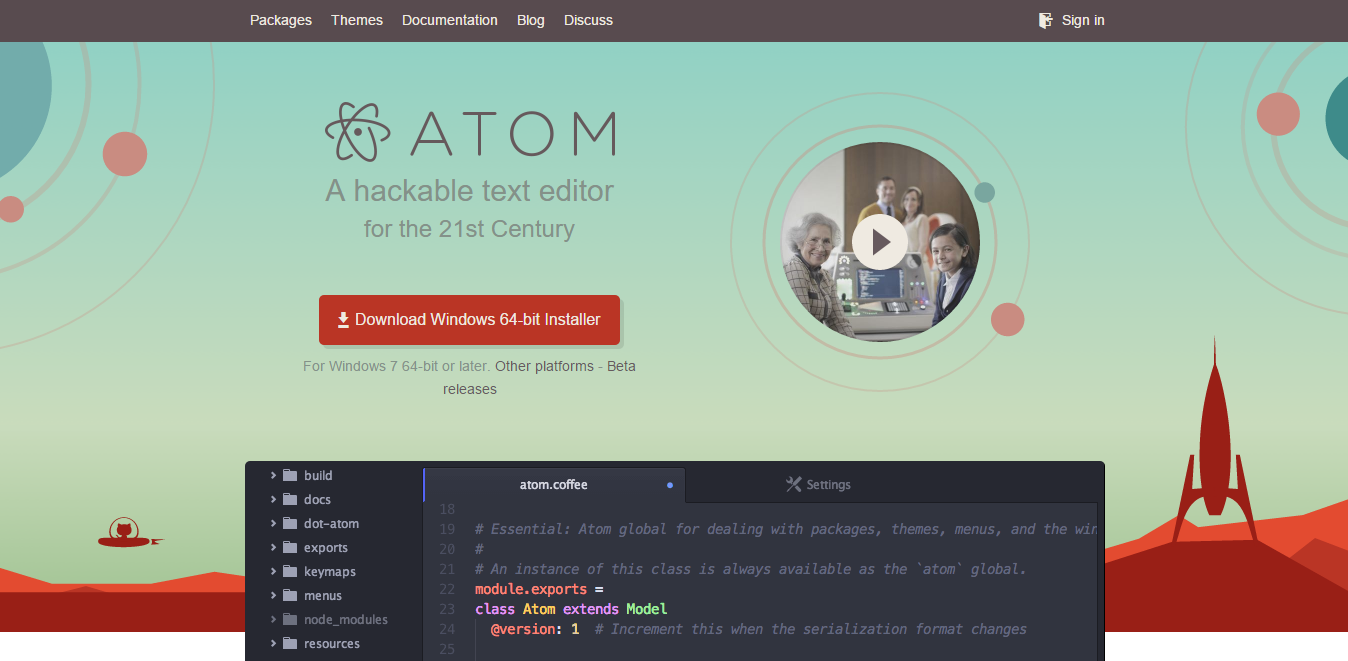 Packages Themes Documentation Blog Discuss Sign in
ATOM
A hackable text editor
for the 21st Century
Download Windows 64-bit Installer
For Windows 7 64-bit or later. Other platforms - Beta
releases
build
docs
dot-atom
exports
keymaps
menus
node_modules
resources
atom.coffee Settings
18
19 # Essential: Atom global for dealing with packages, themes, menus, and the win
20 #
21 # An instance of this class is always available as the `atom` global.
22 module.exports =
23 class Atom extends Model
24 @version: 1 # Increment this when the serialization format changes
25